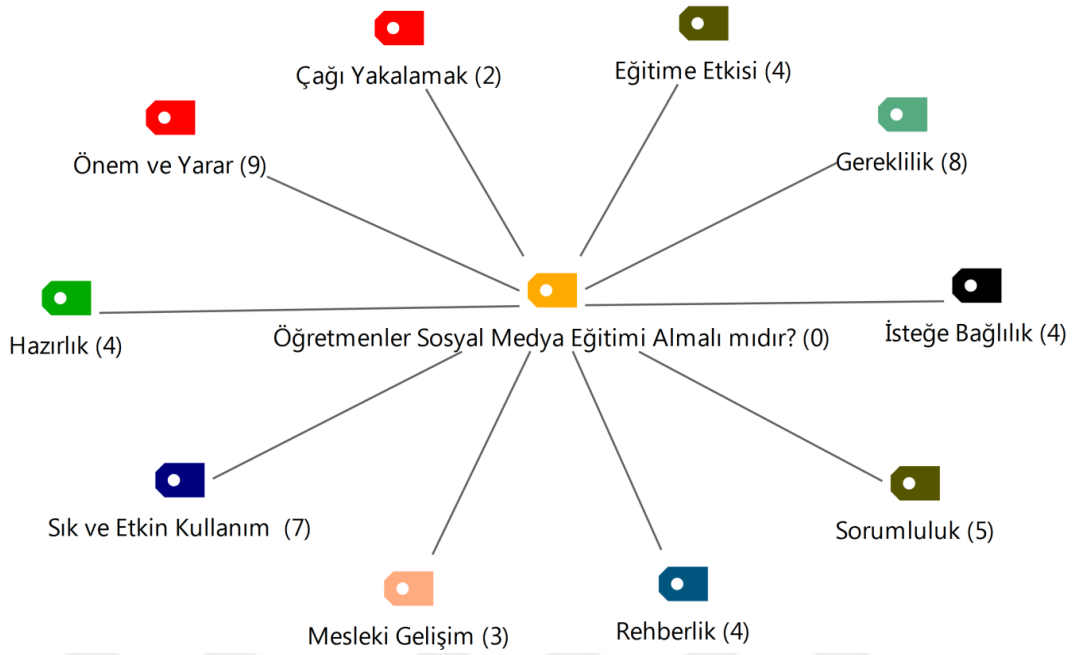 Çağı Yakalamak (2)
Eğitime Etkisi (4)
Önem ve Yarar (9)
Gereklilik (8)
Hazırlık (4)
Öğretmenler Sosyal Medya Eğitimi Almalı mıdır? (0)
İsteğe Bağlılık (4)
Sık ve Etkin Kullanım (7)
Sorumluluk (5)
Mesleki Gelişim (3)
Rehberlik (4)